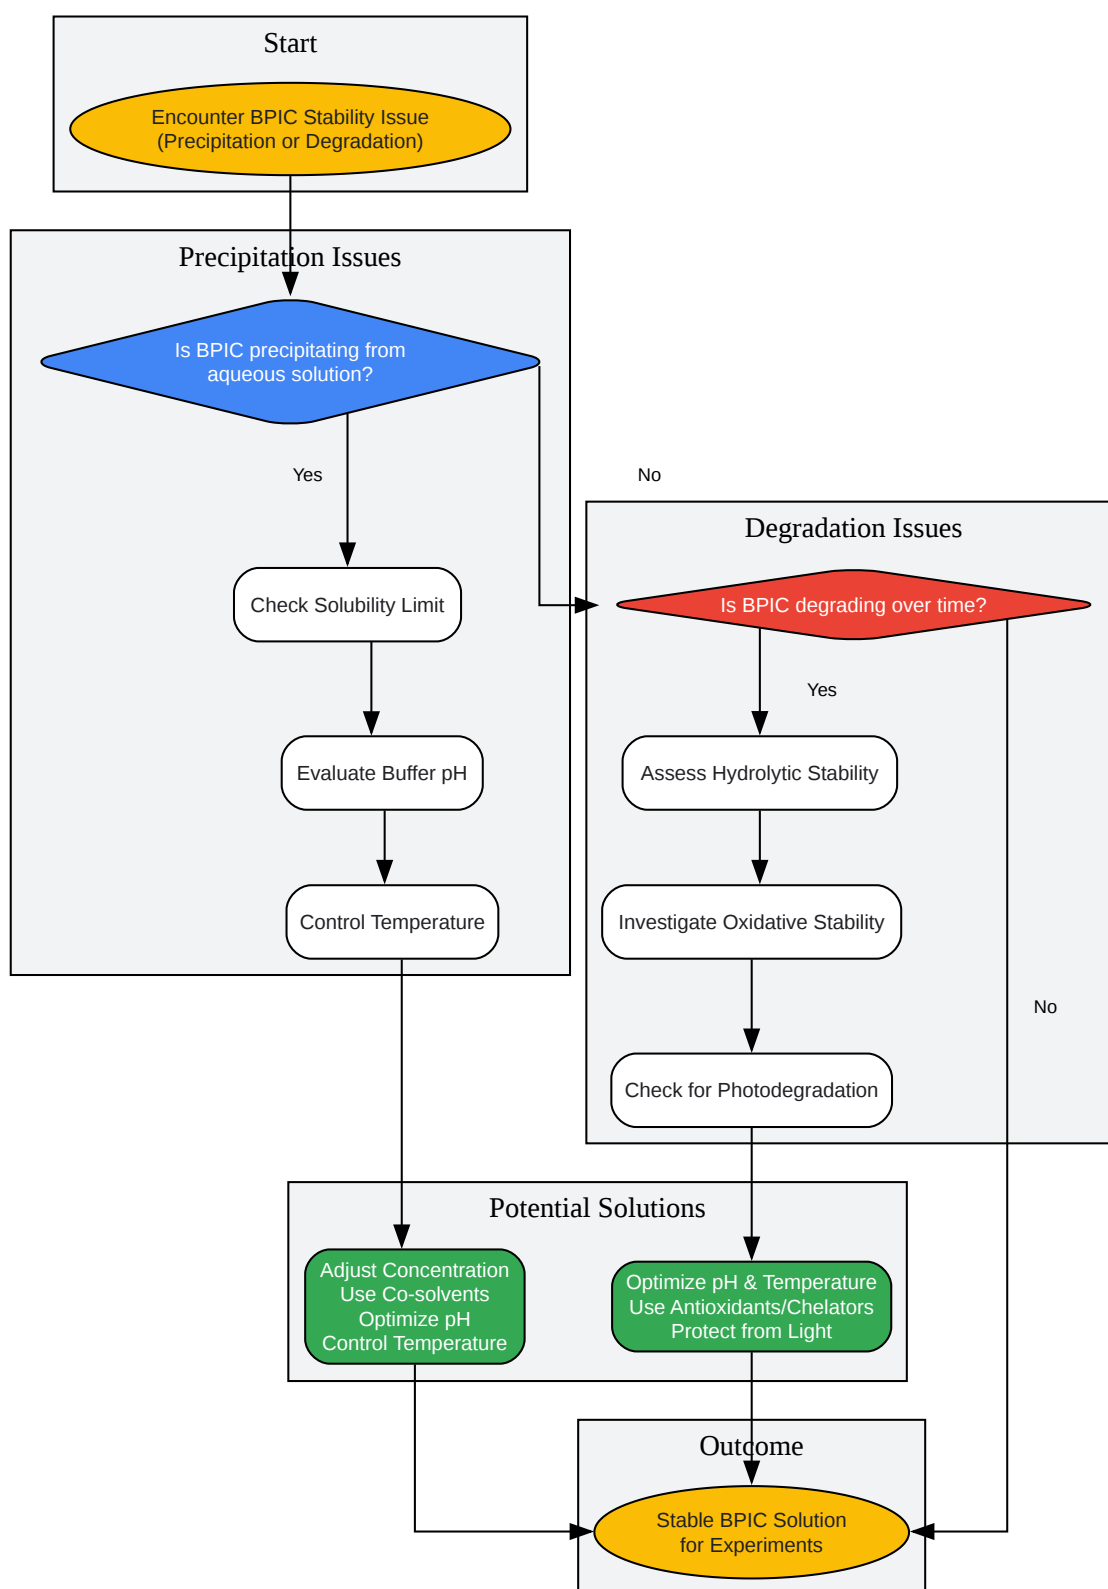 Start
Encounter BPIC Stability Issue
(Precipitation or Degradation)
Precipitation Issues
Is BPIC precipitating from
aqueous solution?
Yes
No
Check Solubility Limit
Evaluate Buffer pH
Control Temperature
Degradation Issues
Is BPIC degrading over time?
Yes
No
Assess Hydrolytic Stability
Investigate Oxidative Stability
Check for Photodegradation
Potential Solutions
Adjust Concentration
Use Co-solvents
Optimize pH
Control Temperature
Optimize pH & Temperature
Use Antioxidants/Chelators
Protect from Light
Outcome
Stable BPIC Solution
for Experiments